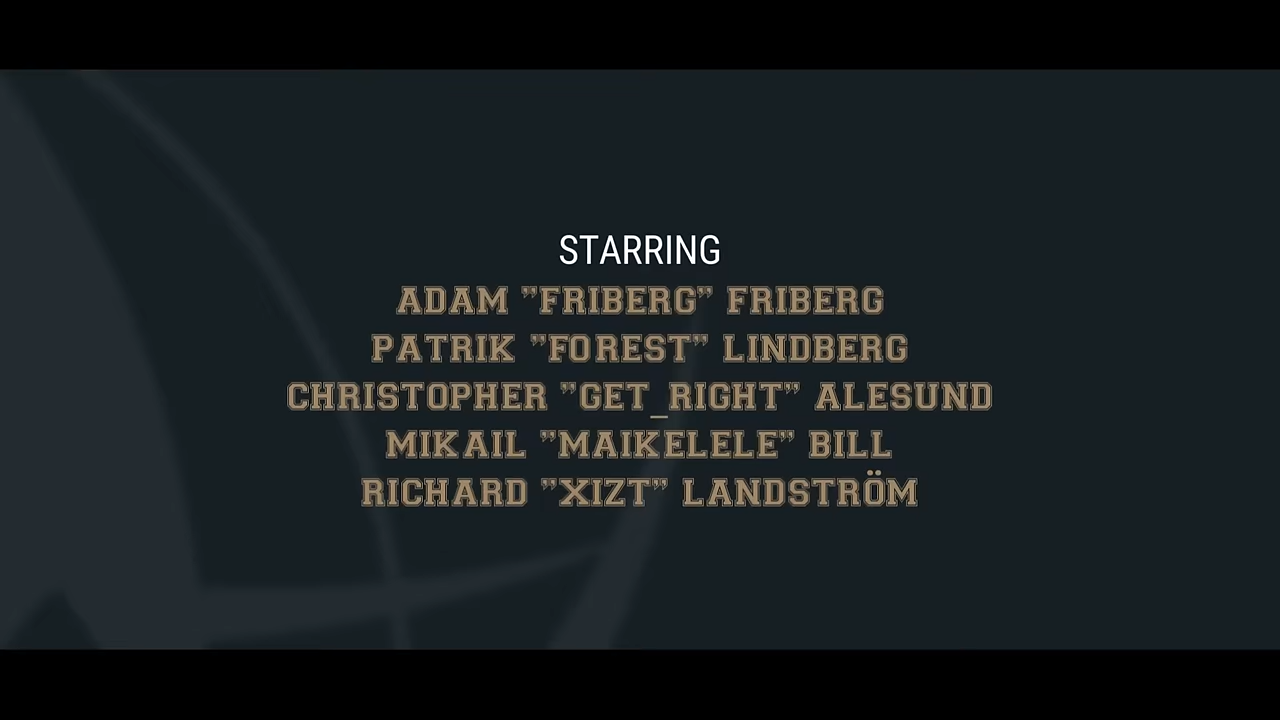 STARRING
ADAM "FRIBERG" FRIBERG
PATRIK "FOREST" LINDBERG
CHRISTOPHER "GET_RIGHT" ALESUND
MIKAIL "MAIKELELE" BILL
RICHARD "XIZT" LANDSTRÖM